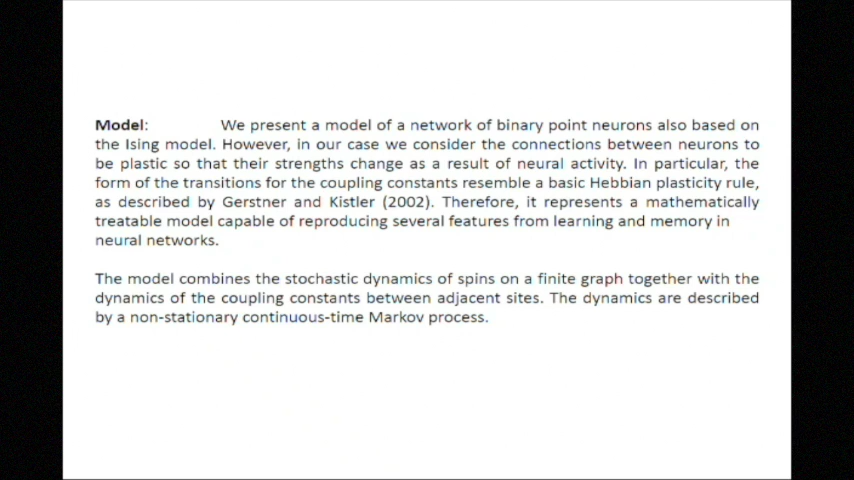 Model: We present a model of a network of binary point neurons also based on
the Ising model. However, in our case we consider the connections between neurons to
be plastic so that their strengths change as a result of neural activity. In particular, the
form of the transitions for the coupling constants resemble a basic Hebbian plasticity rule,
as described by Gerstner and Kistler (2002). Therefore, it represents a mathematically
treatable model capable of reproducing several features from learning and memory in
neural networks.
The model combines the stochastic dynamics of spins on a finite graph together with the
dynamics of the coupling constants between adjacent sites. The dynamics are described
by a non-stationary continuous-time Markov process.